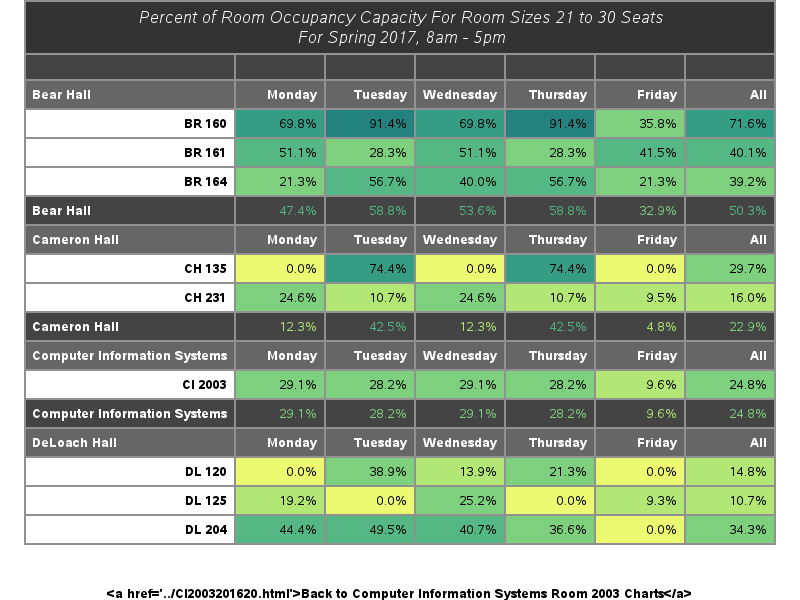 Percent of Room Occupancy Capacity For Room Sizes 21 to 30 Seats
For Spring 2017, 8am - 5pm
Bear Hall Monday Tuesday Wednesday Thursday Friday All
BR 160 69.8% 91.4% 69.8% 91.4% 35.8% 71.6%
BR 161 51.1% 28.3% 51.1% 28.3% 41.5% 40.1%
BR 164 21.3% 56.7% 40.0% 56.7% 21.3% 39.2%
Bear Hall 47.4% 58.8% 53.6% 58.8% 32.9% 50.3%
Cameron Hall Monday Tuesday Wednesday Thursday Friday All
CH 135 0.0% 74.4% 0.0% 74.4% 0.0% 29.7%
CH 231 24.6% 10.7% 24.6% 10.7% 9.5% 16.0%
Cameron Hall 12.3% 42.5% 12.3% 42.5% 4.8% 22.9%
Computer Information Systems Monday Tuesday Wednesday Thursday Friday All
CI 2003 29.1% 28.2% 29.1% 28.2% 9.6% 24.8%
Computer Information Systems 29.1% 28.2% 29.1% 28.2% 9.6% 24.8%
DeLoach Hall Monday Tuesday Wednesday Thursday Friday All
DL 120 0.0% 38.9% 13.9% 21.3% 0.0% 14.8%
DL 125 19.2% 0.0% 25.2% 0.0% 9.3% 10.7%
DL 204 44.4% 49.5% 40.7% 36.6% 0.0% 34.3%
<a href='../CI2003201620.html'>Back to Computer Information Systems Room 2003 Charts</a>